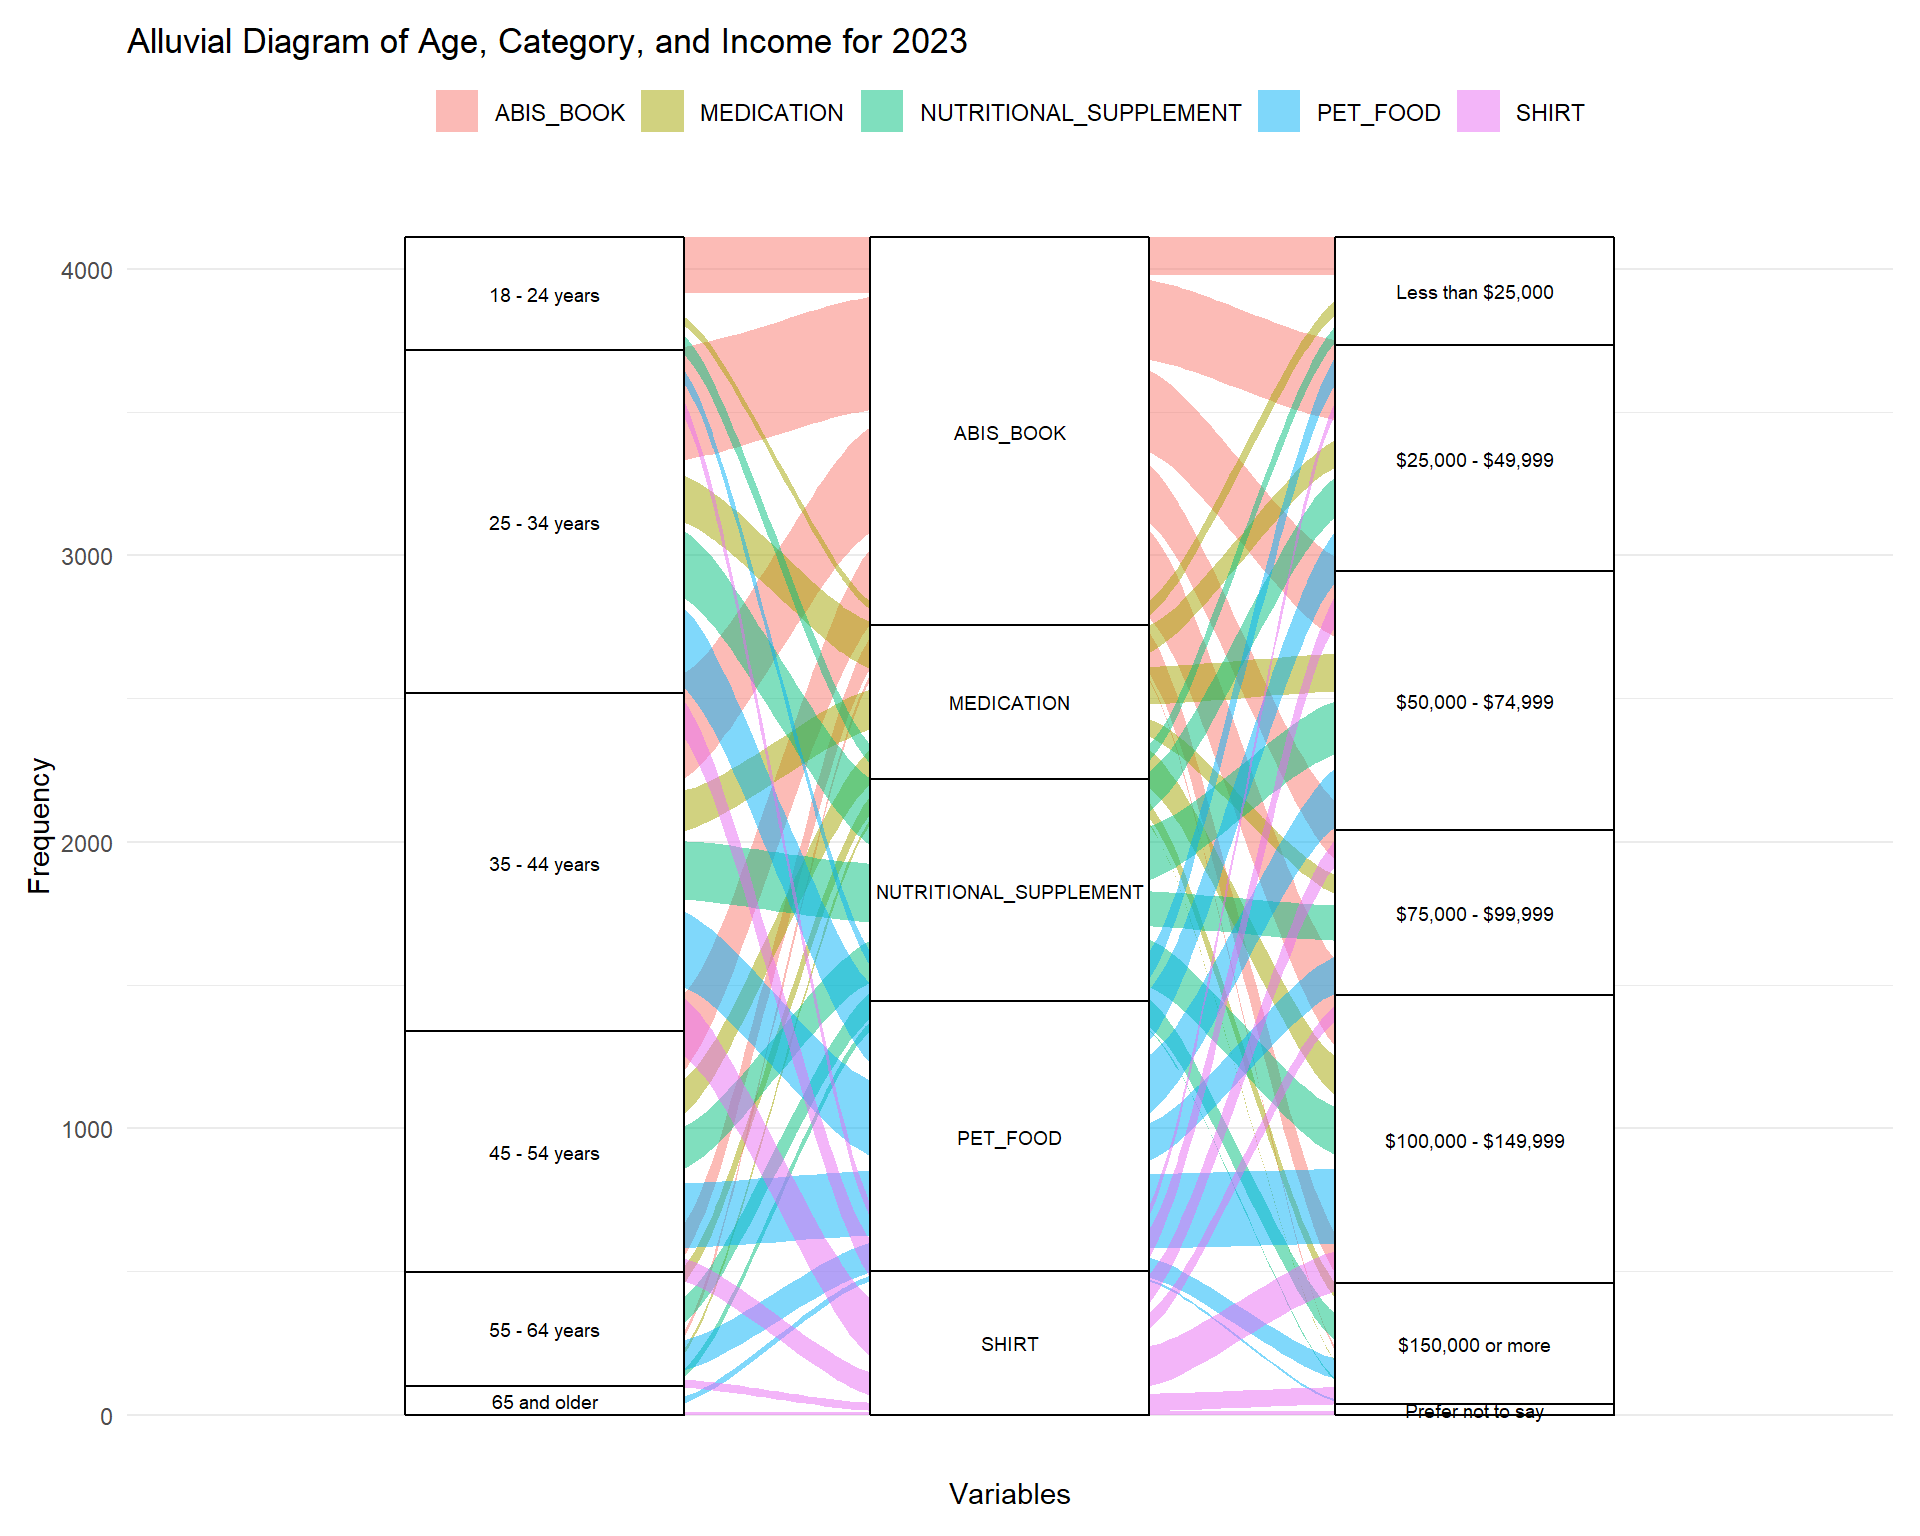 Alluvial Diagram of Age, Category, and Income for 2023
ABIS_BOOK MEDICATION NUTRITIONAL_SUPPLEMENT PET_FOOD SHIRT
Frequency
4000
3000
2000
1000
0
18 - 24 years
25 - 34 years
35 - 44 years
45 - 54 years
55 - 64 years
65 and older
ABIS_BOOK
MEDICATION
NUTRITIONAL_SUPPLEMENT
PET_FOOD
SHIRT
Less than $25,000
$25,000 - $49,999
$50,000 - $74,999
$75,000 - $99,999
$100,000 - $149,999
$150,000 or more
Prefer not to say
Variables